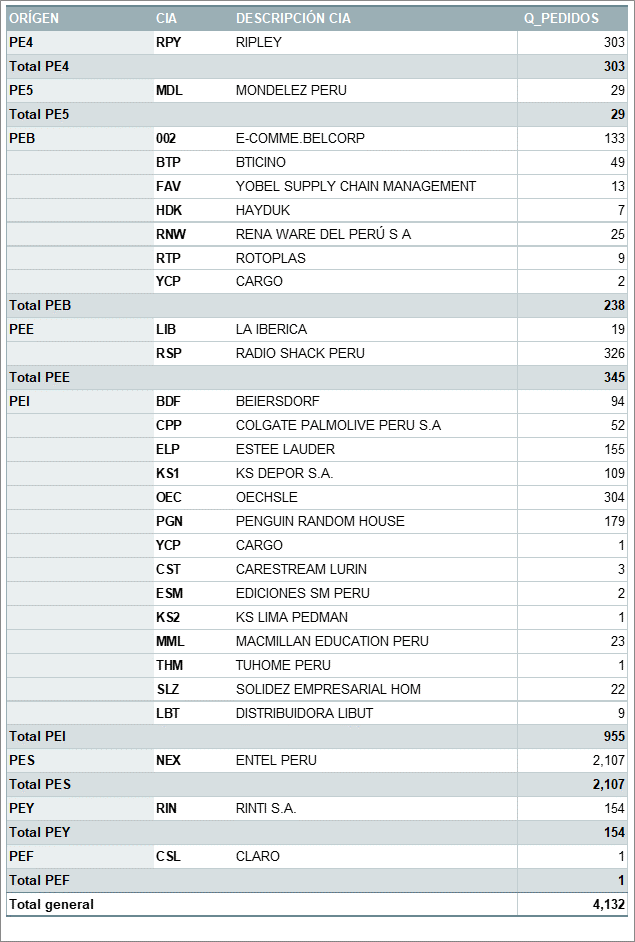 ORÍGEN CIA DESCRIPCIÓN CIA Q_PEDIDOS
PE4 RPY RIPLEY 303
Total PE4 303
PE5 MDL MONDELEZ PERU 29
Total PE5 29
PEB 002 E-COMME.BELCORP 133
BTP BTICINO 49
FAV YOBEL SUPPLY CHAIN MANAGEMENT 13
HDK HAYDUK 7
RNW RENA WARE DEL PERÚ S A 25
RTP ROTOPLAS 9
YCP CARGO 2
Total PEB 238
PEE LIB LA IBERICA 19
RSP RADIO SHACK PERU 326
Total PEE 345
PEI BDF BEIERSDORF 94
CPP COLGATE PALMOLIVE PERU S.A 52
ELP ESTEE LAUDER 155
KS1 KS DEPOR S.A. 109
OEC OECHSLE 304
PGN PENGUIN RANDOM HOUSE 179
YCP CARGO 1
CST CARESTREAM LURIN 3
ESM EDICIONES SM PERU 2
KS2 KS LIMA PEDMAN 1
MML MACMILLAN EDUCATION PERU 23
THM TUHOME PERU 1
SLZ SOLIDEZ EMPRESARIAL HOM 22
LBT DISTRIBUIDORA LIBUT 9
Total PEI 955
PES NEX ENTEL PERU 2,107
Total PES 2,107
PEY RIN RINTI S.A. 154
Total PEY 154
PEF CSL CLARO 1
Total PEF 1
Total general 4,132